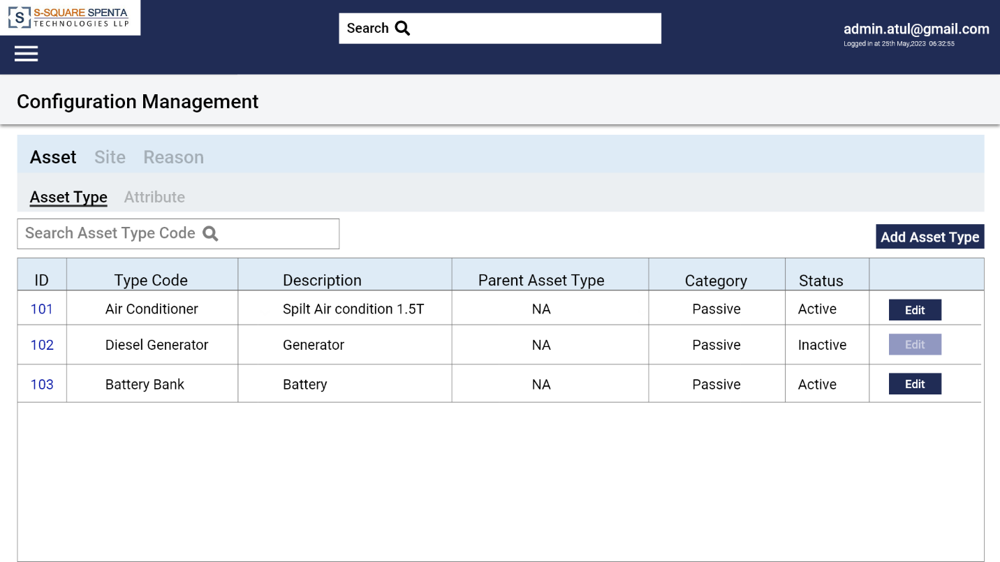 S
S-SQUARE SPENTA
TECHNOLOGIES LLP
Search
admin.atul@gmail.com
Logged in at 25th May,2023 06:32:55
Configuration Management
Asset Site Reason
Asset Type Attribute
Search Asset Type Code
Add Asset Type
ID Type Code Description Parent Asset Type Category Status
101 Air Conditioner Spilt Air condition 1.5T NA Passive Active Edit
102 Diesel Generator Generator NA Passive Inactive Edit
103 Battery Bank Battery NA Passive Active Edit